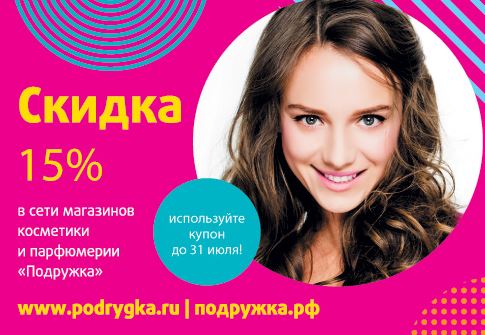 Скидка
15%
в сети магазинов
косметики
и парфюмерии
«Подружка»
используйте
купон
до 31 июля!
www.podrygka.ru | подружка.рф